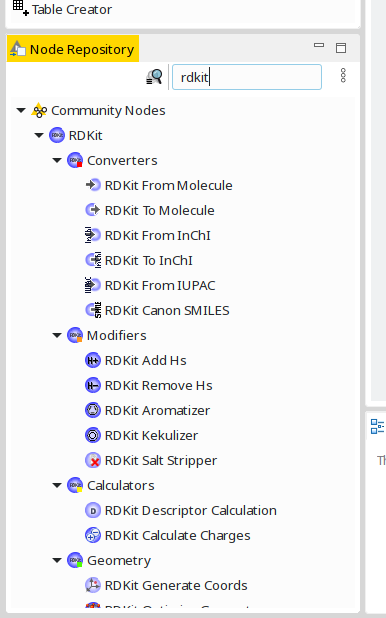 Table Creator
Node Repository
rdkit
Community Nodes
RDKit
Converters
RDKit From Molecule
RDKit To Molecule
RDKit From InChI
RDKit To InChI
RDKit From IUPAC
RDKit Canon SMILES
Modifiers
RDKit Add Hs
RDKit Remove Hs
RDKit Aromatizer
RDKit Kekulizer
RDKit Salt Stripper
Calculators
RDKit Descriptor Calculation
RDKit Calculate Charges
Geometry
RDKit Generate Coords